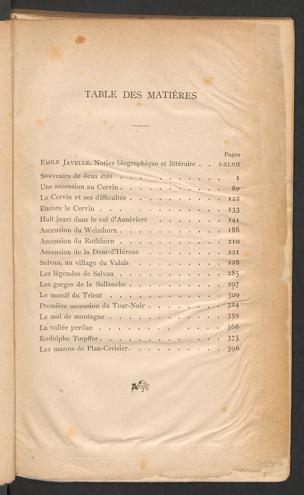 TABLE DES MATIÈRES
Pages
EMILE JAVELLE. Notice biographique et littéraire . . I-XLVII
Souvenirs de deux étés . . . . . . . . . . 1
Une ascension au Cervin . . . . . . . . . . 89
Le Cervin et ses difficultés . . . . . . . . . 122
Encore le Cervin . . . . . . . . . . . . 133
Huit jours dans le val d'Anniviers . . . . . . . 141
Ascension du Weisshorn . . . . . . . . . . 188
Ascension du Rothhorn . . . . . . . . . . 210
Ascension de la Dent-d'Hérens . . . . . . . . 221
Salvan, un village du Valais . . . . . . . . . 228
Les légendes de Salvan . . . . . . . . . . 285
Les gorges de la Sallanche . . . . . . . . . 297
Le massif du Trient . . . . . . . . . . . 309
Première ascension du Tour-Noir . . . . . . . 324
Le mal de montagne . . . . . . . . . . . 359
La vallée perdue . . . . . . . . . . . . 366
Rodolphe Tœpffer . . . . . . . . . . . . 375
Les mazots de Plan-Cerisier . . . . . . . . . 396